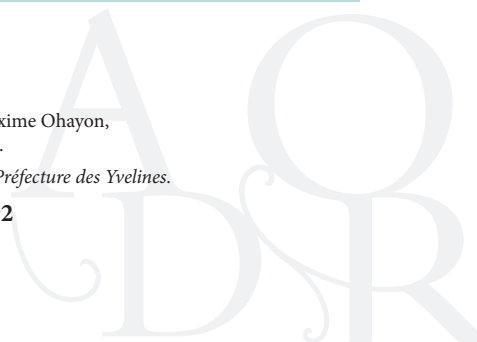 xime Ohayon,
.
Préfecture des Yvelines.
2
A O
D R